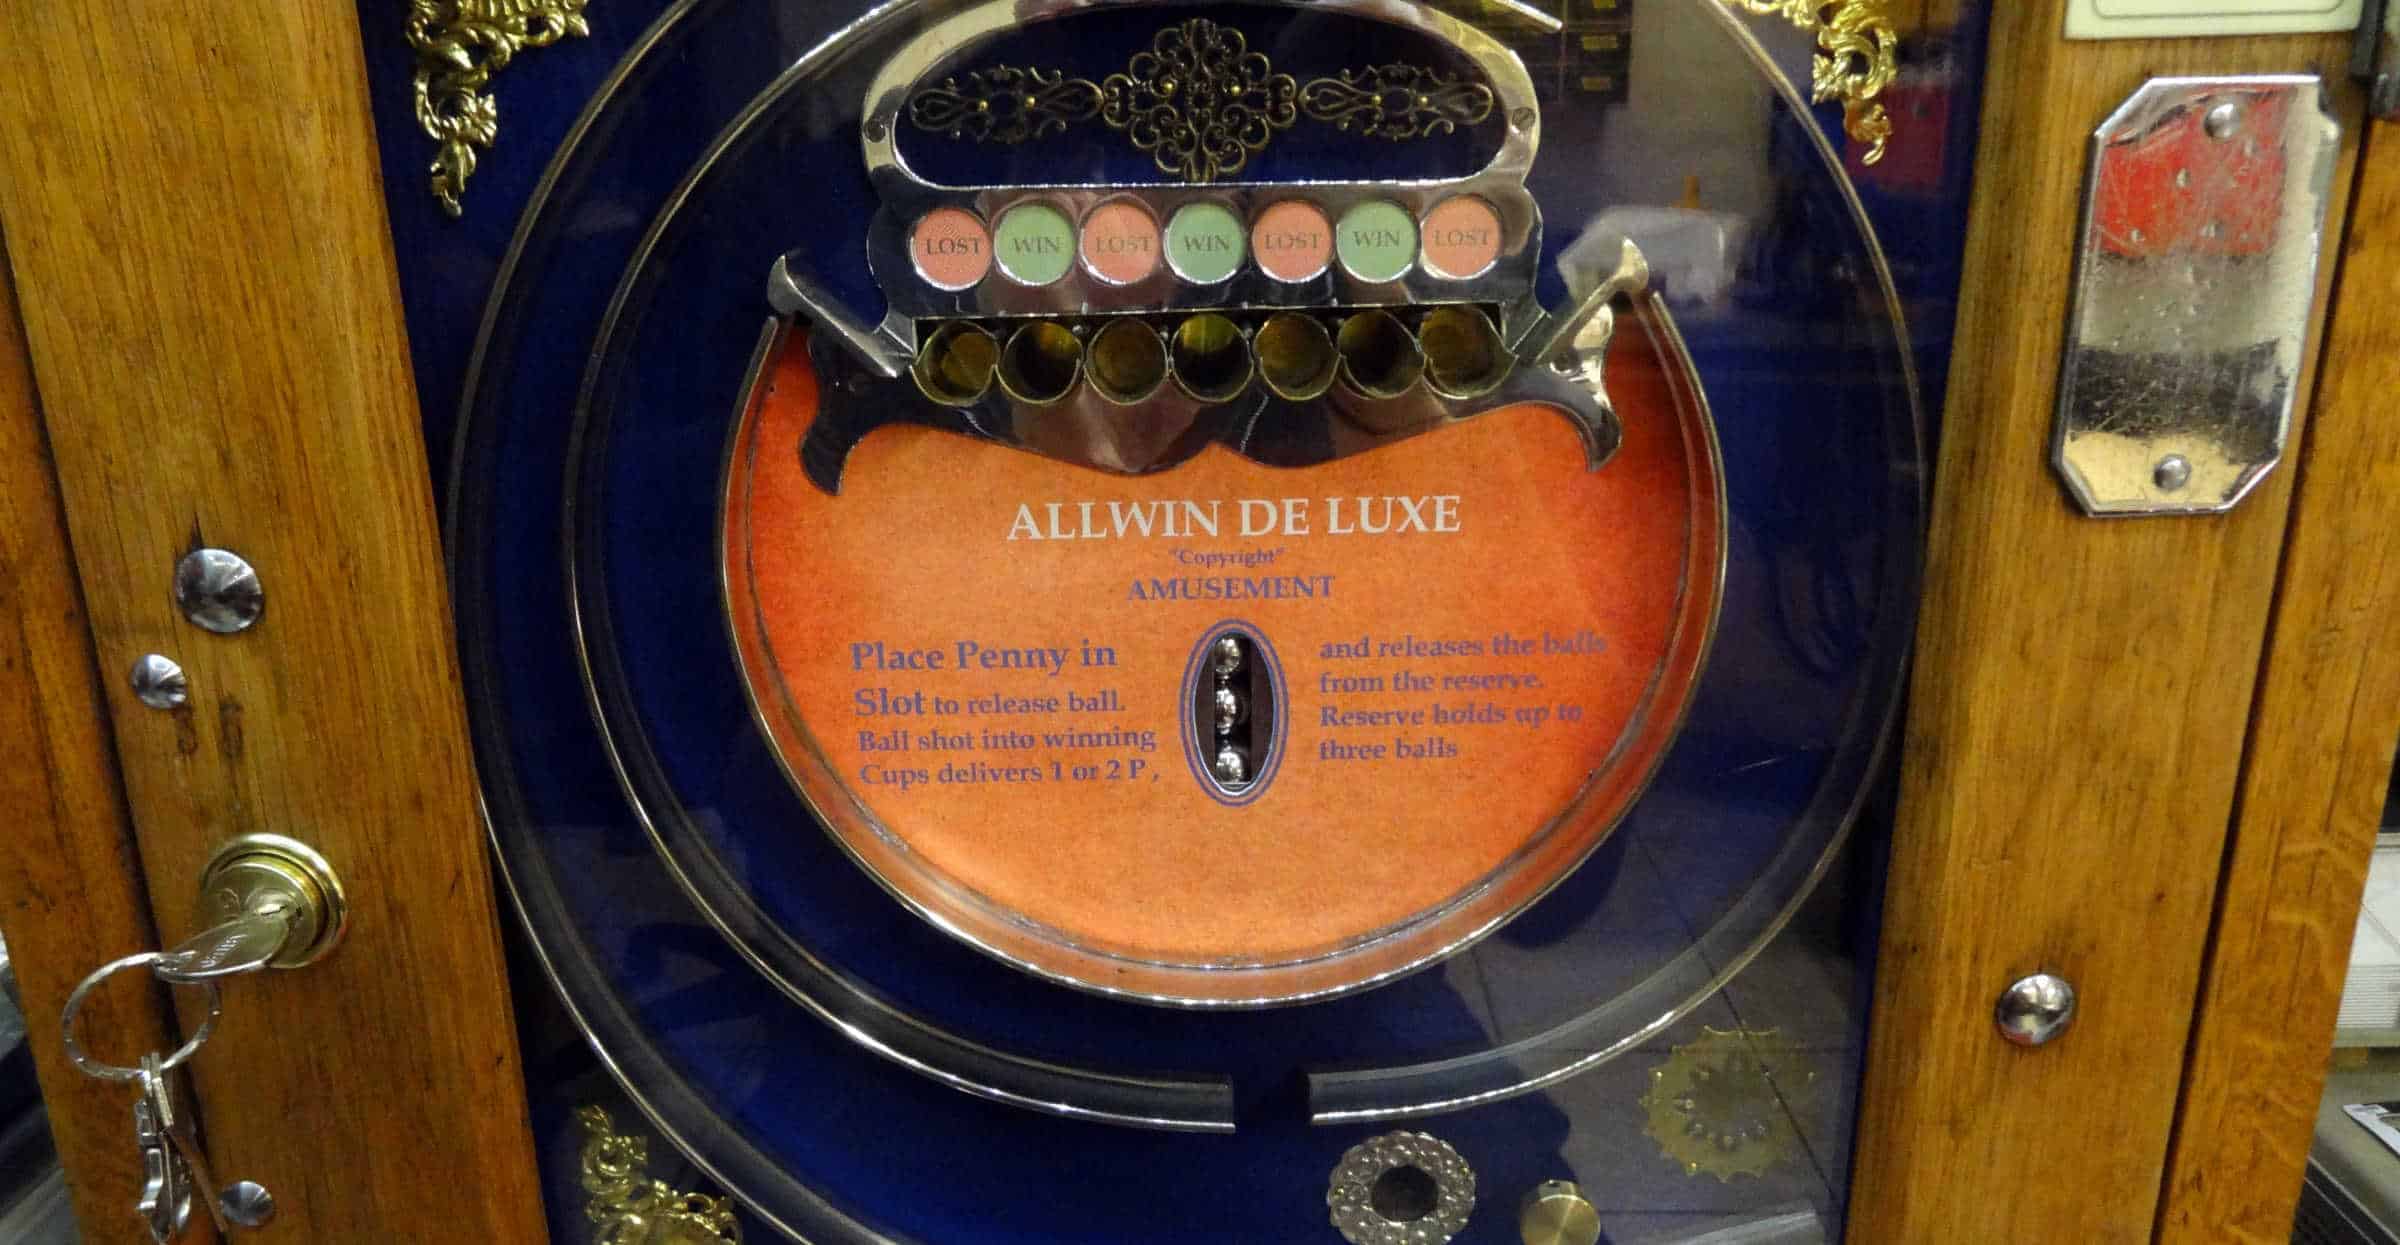 LOST WIN LOST WIN LOST WIN LOST
ALLWIN DE LUXE
"Copyright"
AMUSEMENT
Place Penny in
Slot to release ball.
Ball shot into winning
Cups delivers 1 or 2 P ,
and releases the balls
from the reserve.
Reserve holds up to
three balls